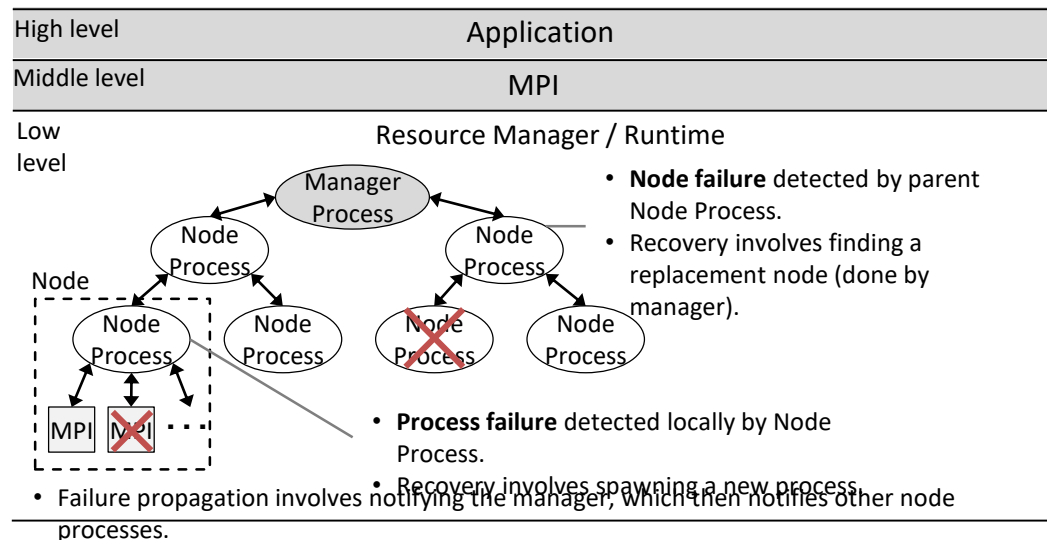 High level
Application
Middle level
MPI
Low
level
Resource Manager / Runtime
Manager
Process
• Node failure detected by parent
Node Process.
• Recovery involves finding a
replacement node (done by
manager).
Node
Process
Node
Process
Node
Node
Process
Node
Process
Node
Process
Node
Process
MPI
MPI
...
• Process failure detected locally by Node
Process.
• Recovery involves spawning a new process.
• Failure propagation involves notifying the manager, which then notifies other node
processes.